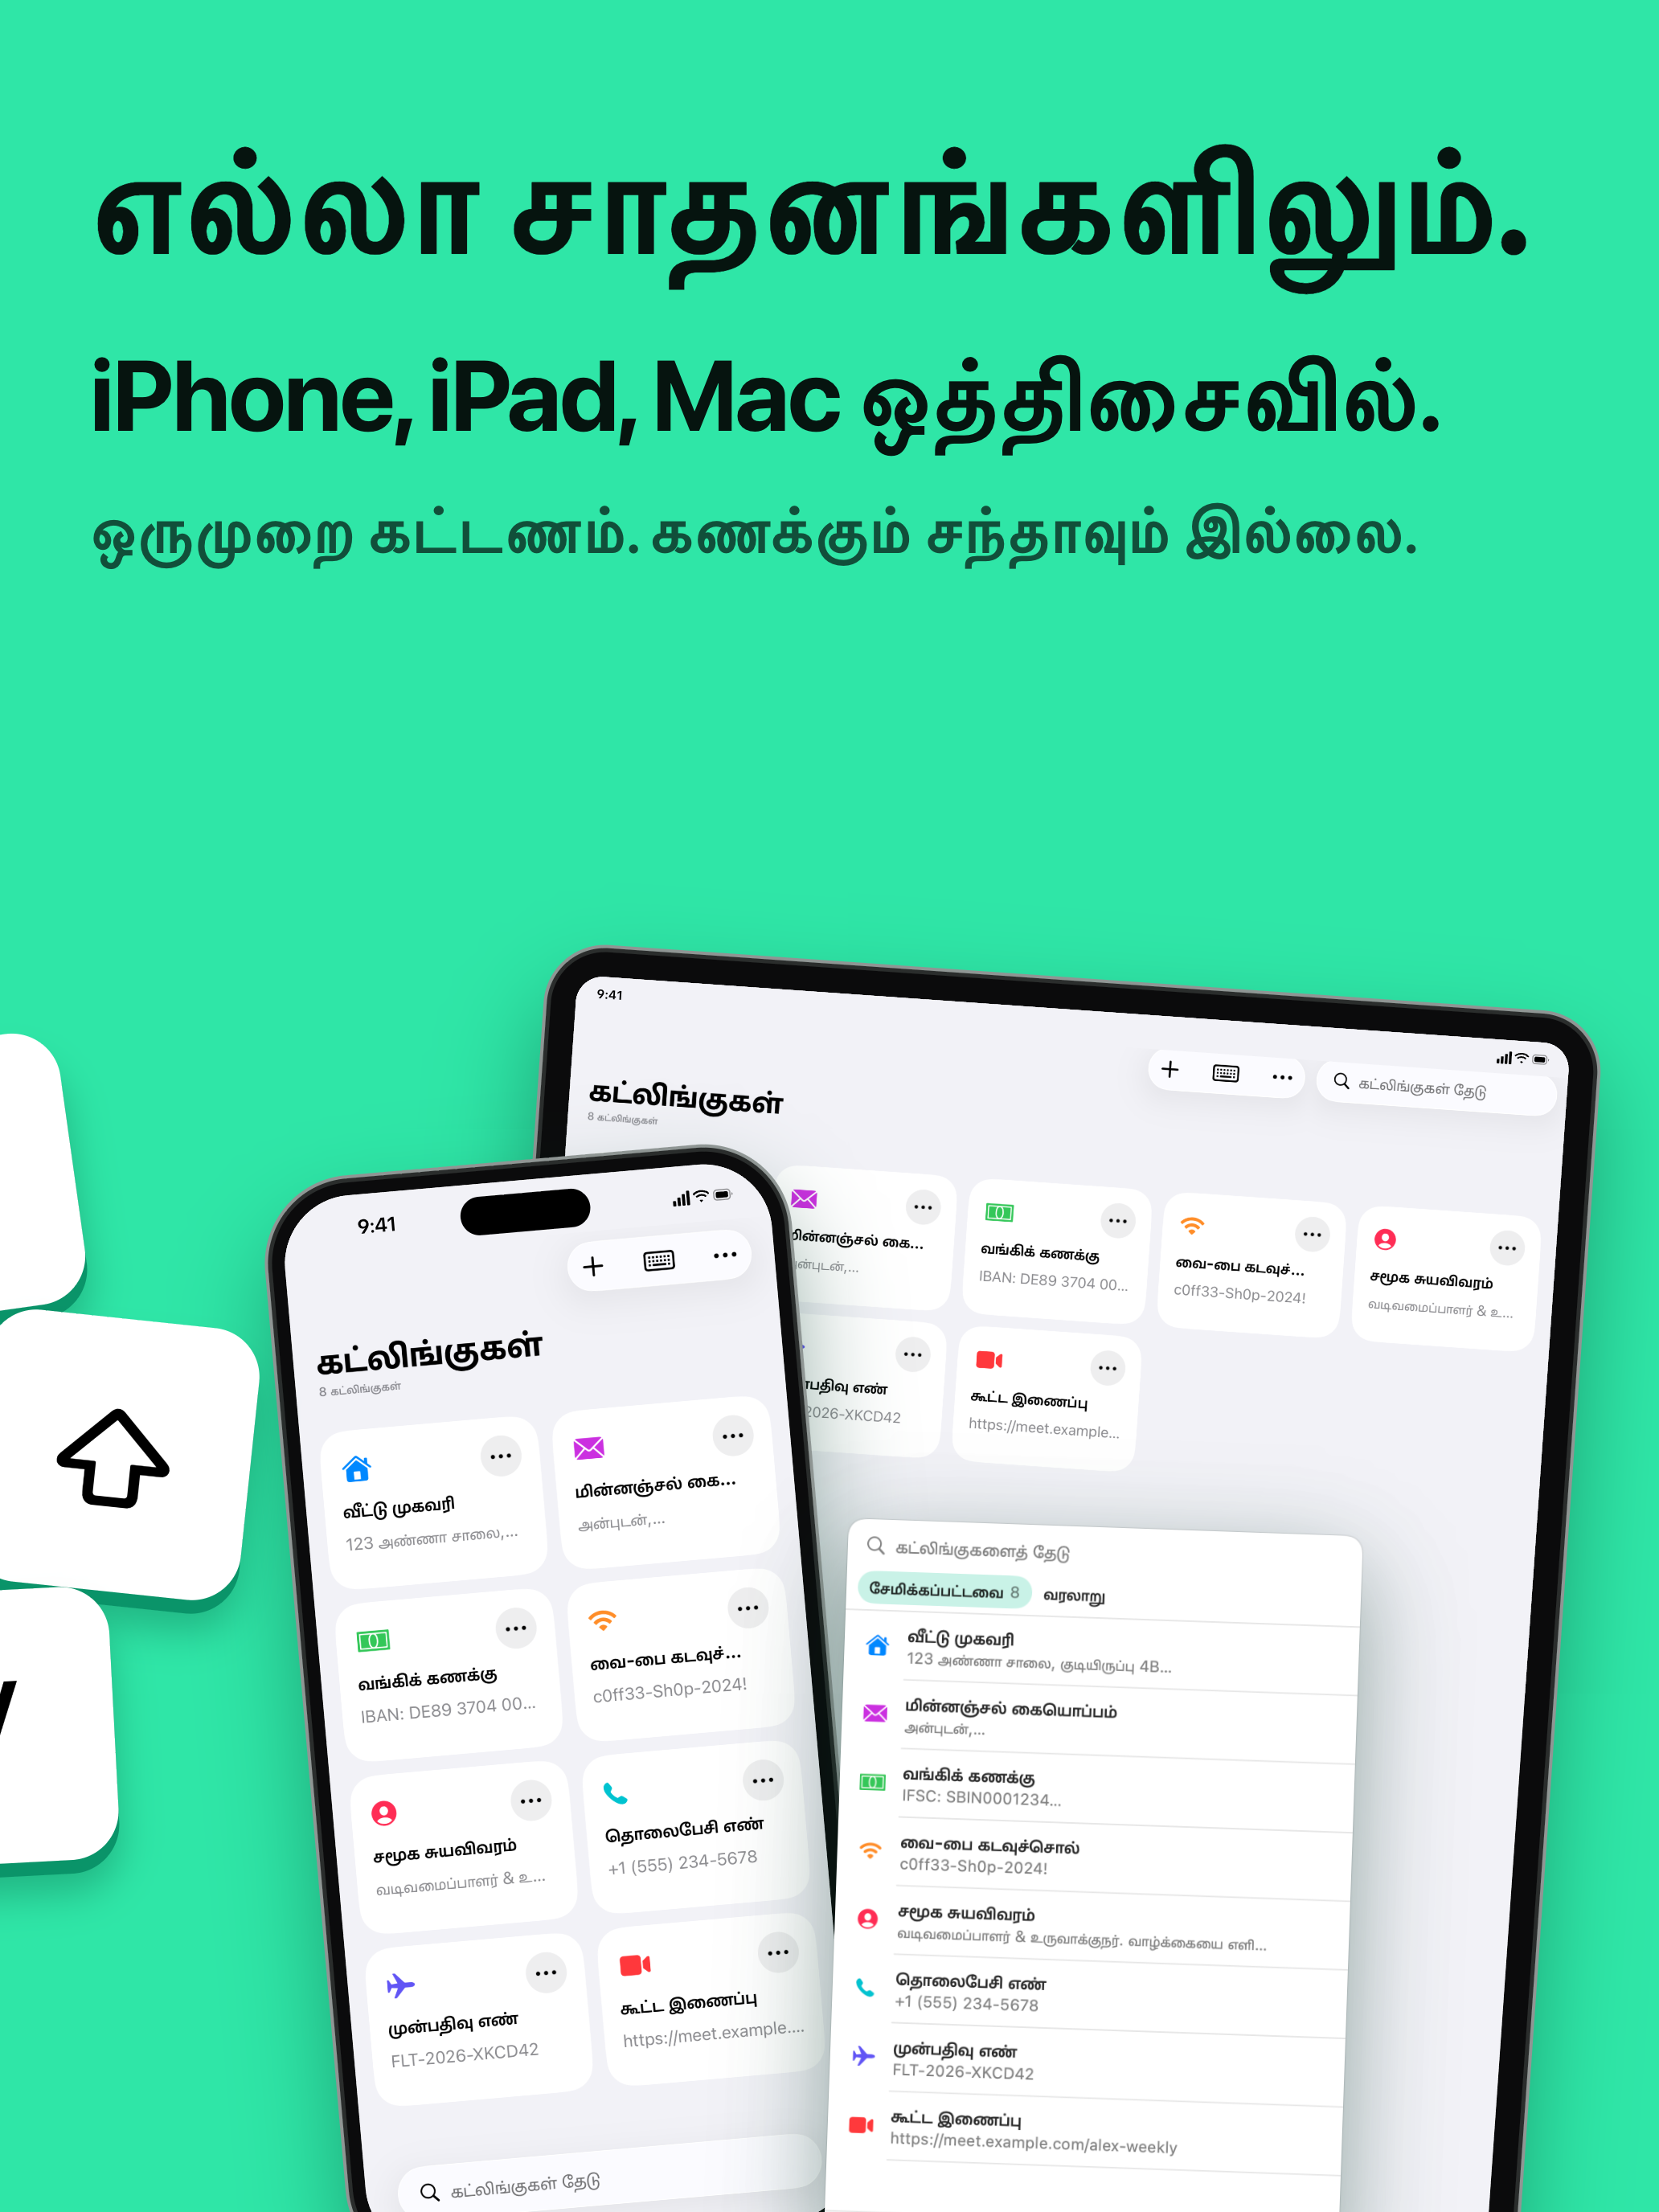 எல்லா சாதனங்களிலும்.
iPhone, iPad, Mac ஒத்திசைவில்.
ஒருமுறை கட்டணம். கணக்கும் சந்தாவும் இல்லை.
9:41
கட்லிங்குகள் தேடு
கட்லிங்குகள்
8 கட்லிங்குகள்
மின்னஞ்சல் கை...
வங்கிக் கணக்கு
IBAN: DE89 3704 00...
வை-பை கடவுச்...
c0ff33-Sh0p-2024!
சமூக சுயவிவரம்
வடிவமைப்பாளர் & உ...
எண்
2026-XKCD42
கூட்ட இணைப்பு
https://meet.example...
9:41
கட்லிங்குகள்
8 கட்லிங்குகள்
வீட்டு முகவரி
123 அண்ணா சாலை,...
மின்னஞ்சல் கை...
அன்புடன்,...
வங்கிக் கணக்கு
IBAN: DE89 3704 00...
வை-பை கடவுச்...
c0ff33-Sh0p-2024!
சமூக சுயவிவரம்
வடிவமைப்பாளர் & உ...
தொலைபேசி எண்
+1 (555) 234-5678
முன்பதிவு எண்
FLT-2026-XKCD42
கூட்ட இணைப்பு
https://meet.example....
கட்லிங்குகள் தேடு
கட்லிங்குகளைத் தேடு
சேமிக்கப்பட்டவை 8 வரலாறு
வீட்டு முகவரி
123 அண்ணா சாலை, குடியிருப்பு 4B...
மின்னஞ்சல் கையொப்பம்
அன்புடன்,...
வங்கிக் கணக்கு
IFSC: SBIN0001234...
வை-பை கடவுச்சொல்
c0ff33-Sh0p-2024!
சமூக சுயவிவரம்
வடிவமைப்பாளர் & உருவாக்குநர். வாழ்க்கையை எளி...
தொலைபேசி எண்
+1 (555) 234-5678
முன்பதிவு எண்
FLT-2026-XKCD42
கூட்ட இணைப்பு
https://meet.example.com/alex-weekly